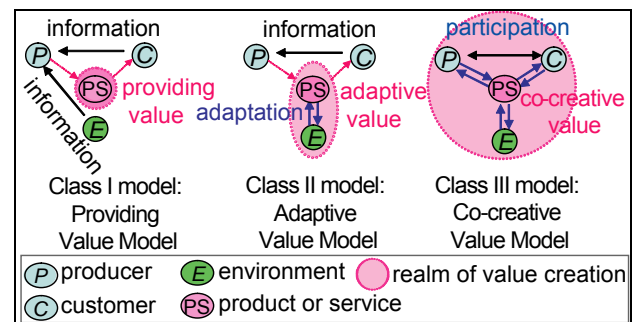 information
P
C
PS
providing
value
information
E
Class I model:
Providing
Value Model
information
P
C
PS
adaptive
value
adaptation
E
Class II model:
Adaptive
Value Model
participation
P
C
PS
co-creative
value
E
Class III model:
Co-creative
Value Model
P producer
E environment
realm of value creation
C customer
PS product or service